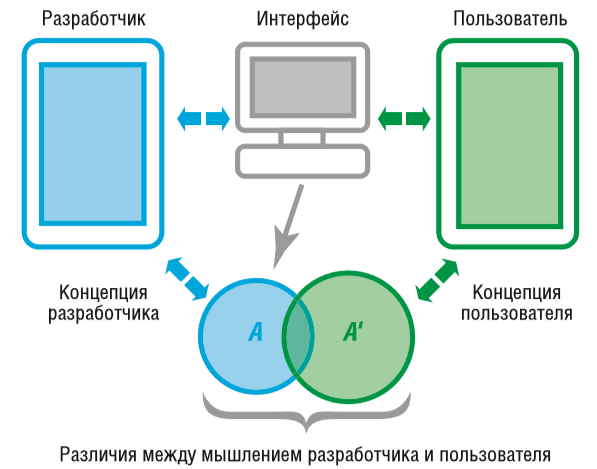 Разработчик
Интерфейс
Пользователь
Концепция
разработчика
Концепция
пользователя
A
A'
Различия между мышлением разработчика и пользователя